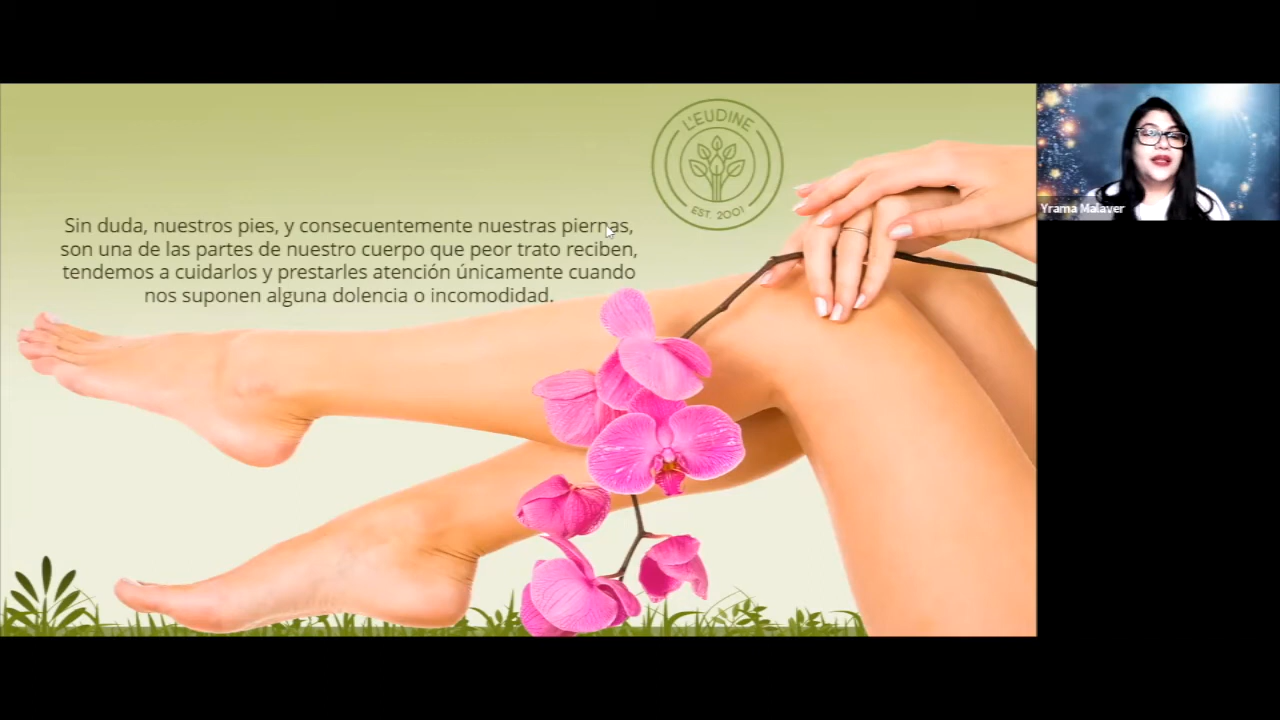 L'EUDINE
EST. 2001
Sin duda, nuestros pies, y consecuentemente nuestras piernas,
son una de las partes de nuestro cuerpo que peor trato reciben,
tendemos a cuidarlos y prestarles atención únicamente cuando
nos suponen alguna dolencia o incomodidad.
Yrama Malaver